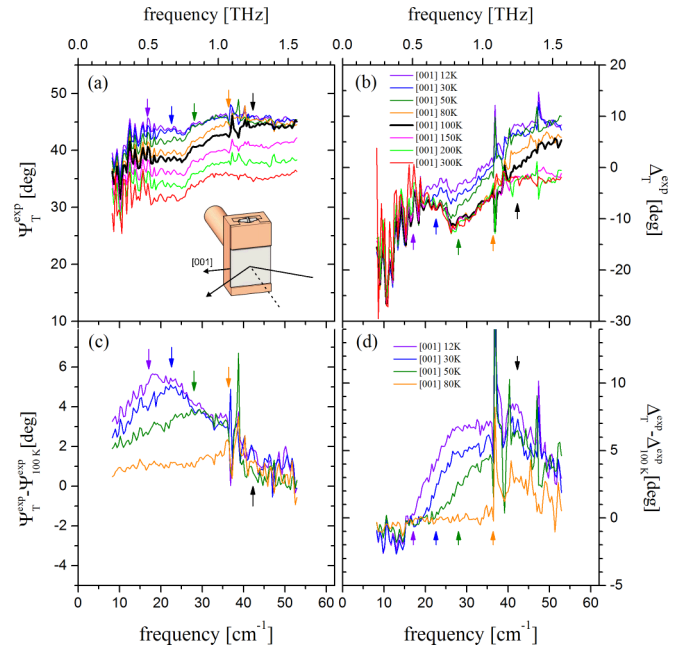 frequency [THz]
frequency [THz]
0.0 0.5 1.0 1.5
0.0 0.5 1.0 1.5
(a)
50
40
30
20
10
Ψ_T^exp [deg]
[001]
(b)
[001] 12K
[001] 30K
[001] 50K
[001] 80K
[001] 100K
[001] 150K
[001] 200K
[001] 300K
20
10
0
-10
-20
-30
Δ_T^exp [deg]
(c)
6
4
2
0
-2
-4
Ψ_T^exp-Ψ_100 K^exp [deg]
0 10 20 30 40 50
frequency [cm⁻¹]
(d)
[001] 12K
[001] 30K
[001] 50K
[001] 80K
10
5
0
-5
Δ_T^exp-Δ_100 K^exp [deg]
0 10 20 30 40 50 60
frequency [cm⁻¹]